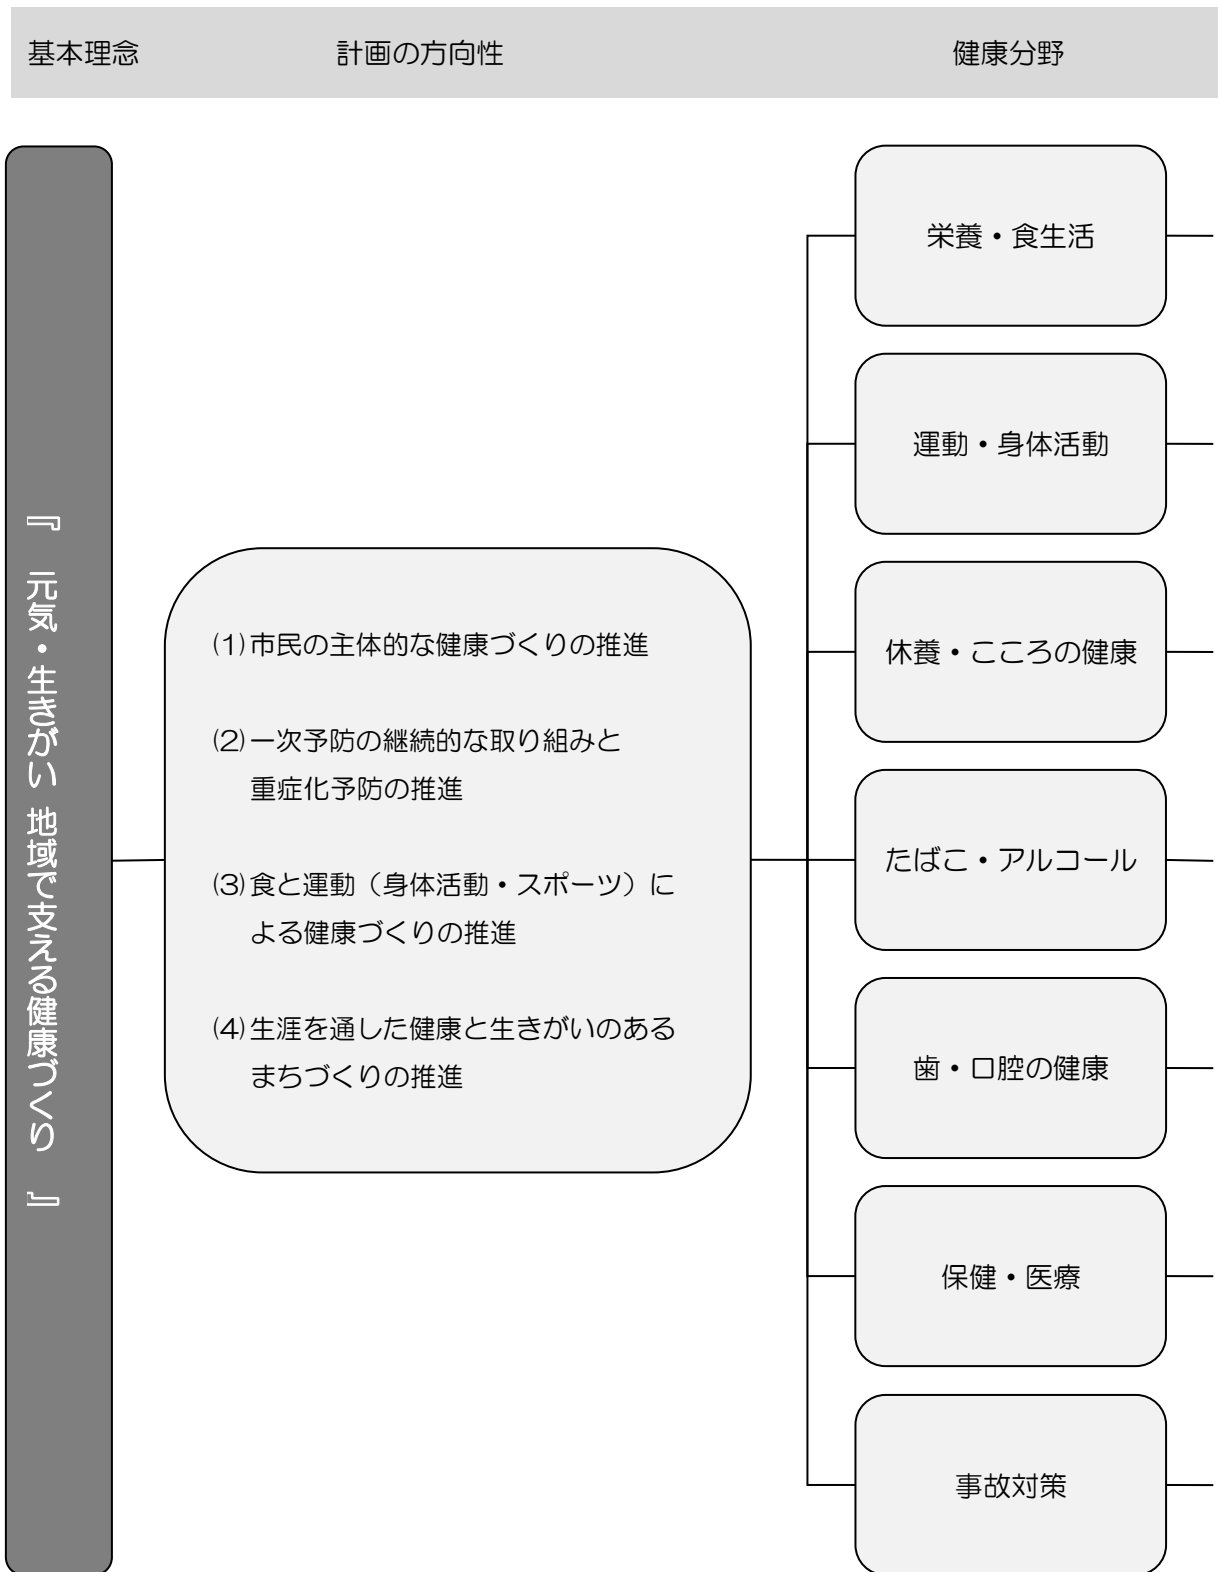 基本理念 計画の方向性 健康分野
『 元気・生きがい 地域で支える健康づくり 』
(1)市民の主体的な健康づくりの推進
(2)一次予防の継続的な取り組みと
重症化予防の推進
(3)食と運動（身体活動・スポーツ）に
よる健康づくりの推進
(4)生涯を通した健康と生きがいのある
まちづくりの推進
栄養・食生活
運動・身体活動
休養・こころの健康
たばこ・アルコール
歯・口腔の健康
保健・医療
事故対策